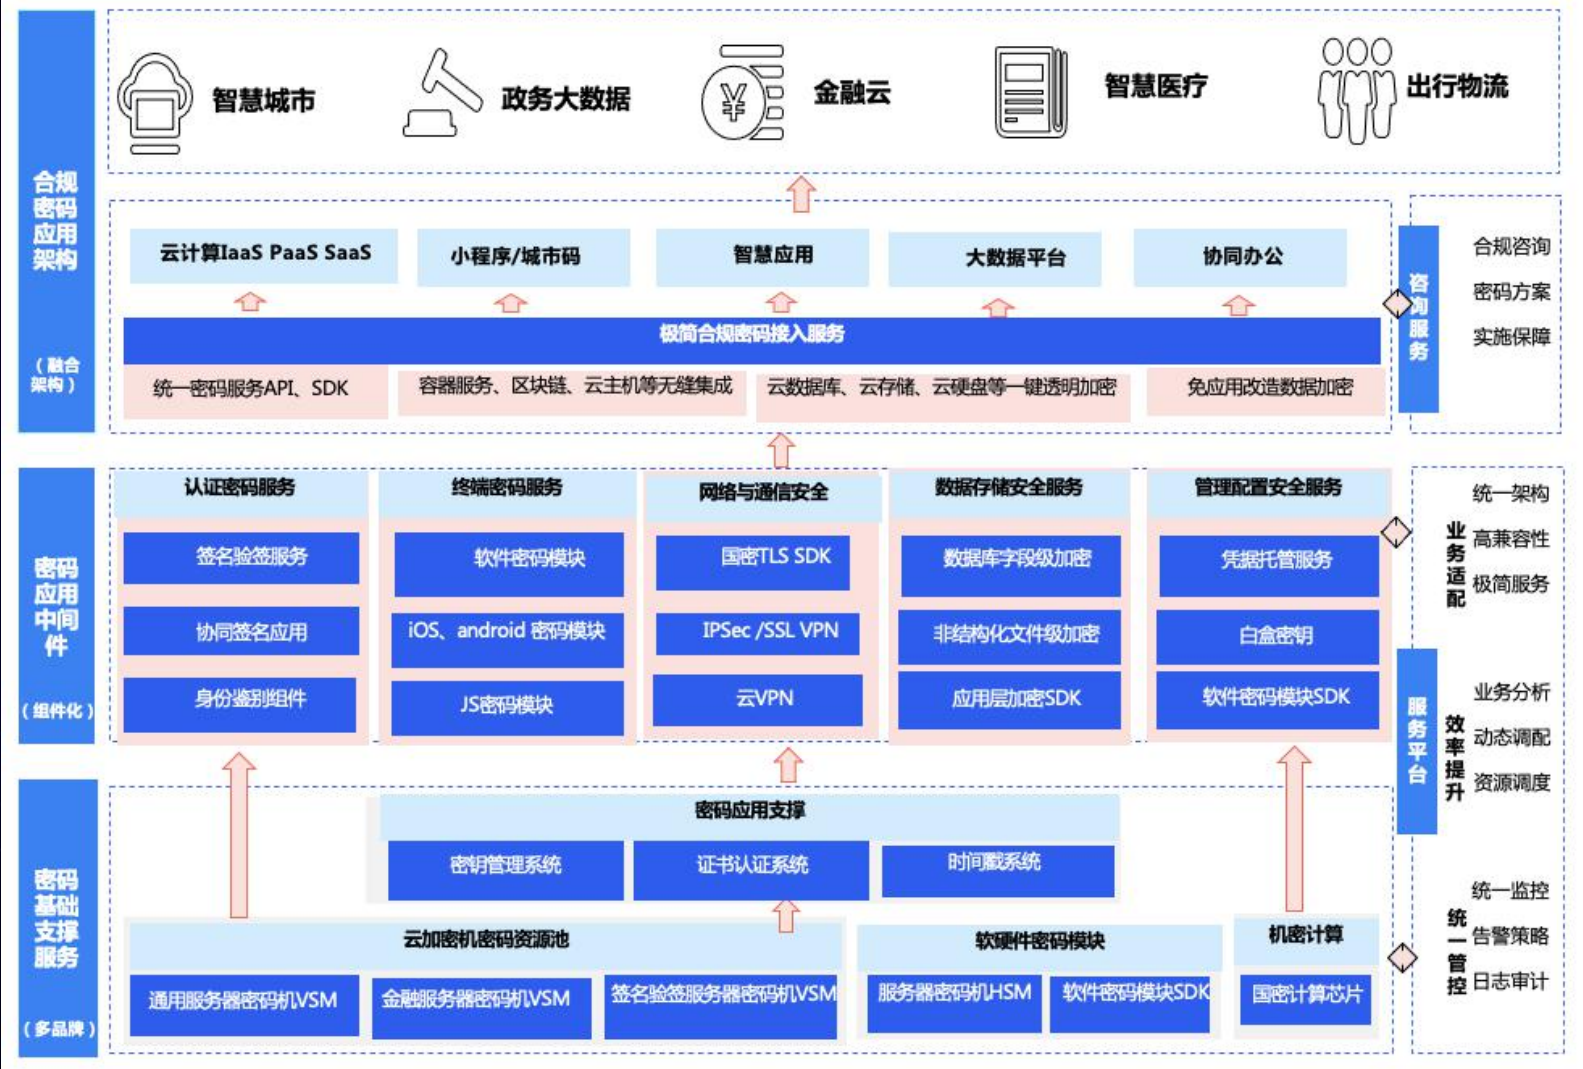 合规
密码
应用
架构
（融合
架构）
智慧城市
政务大数据
金融云
智慧医疗
出行物流
云计算IaaS PaaS SaaS
小程序/城市码
智慧应用
大数据平台
协同办公
极简合规密码接入服务
统一密码服务API、SDK
容器服务、区块链、云主机等无缝集成
云数据库、云存储、云硬盘等一键透明加密
免应用改造数据加密
咨询服务
合规咨询
密码方案
实施保障
密码
应用
中间
件
（组件化）
认证密码服务
签名验签服务
协同签名应用
身份鉴别组件
终端密码服务
软件密码模块
iOS、android 密码模块
JS密码模块
网络与通信安全
国密TLS SDK
IPSec /SSL VPN
云VPN
数据存储安全服务
数据库字段级加密
非结构化文件级加密
应用层加密SDK
管理配置安全服务
凭据托管服务
白盒密钥
软件密码模块SDK
服务平台
业务适配
统一架构
高兼容性
极简服务
效率提升
业务分析
动态调配
资源调度
统一管控
统一监控
告警策略
日志审计
密码
基础
支撑
服务
（多品牌）
密码应用支撑
密钥管理系统
证书认证系统
时间戳系统
云加密机密码资源池
通用服务器密码机VSM
金融服务器密码机VSM
签名验签服务器密码机VSM
软硬件密码模块
服务器密码机HSM
软件密码模块SDK
机密计算
国密计算芯片